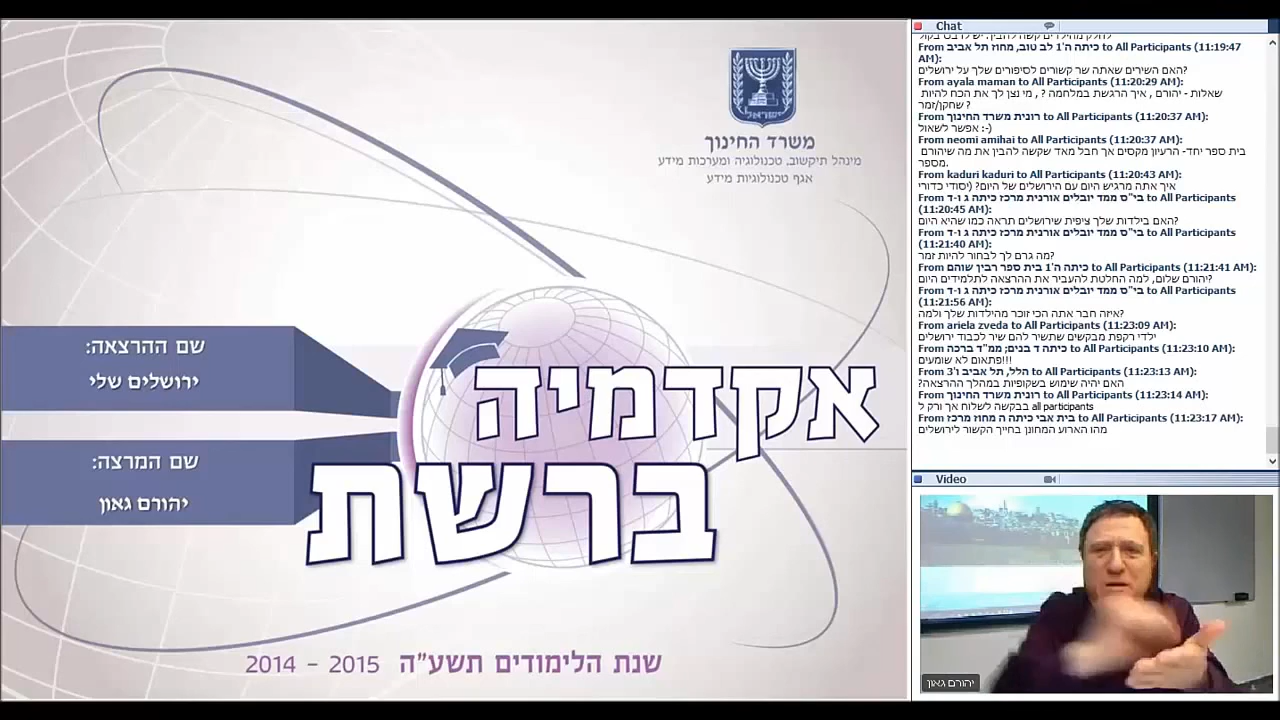 ישראל
משרד החינוך
מינהל תיקשוב, טכנולוגיה ומערכות מידע
אגף טכנולוגיות מידע
שם ההרצאה:
ירושלים שלי
שם המרצה:
יהורם גאון
אקדמיה
ברשת
שנת הלימודים תשע"ה 2015 - 2014
Chat
From כיתה ה'1 לב טוב, מחוז תל אביב to All Participants (11:19:47
AM):
האם השירים שאתה שר קשורים לסיפורים שלך על ירושלים?
From ayala maman to All Participants (11:20:29 AM):
שאלות - יהורם , איך הרגשת במלחמה ? , מי נצן לך את הכח להיות
שחקן/זמר ?
From רונית משרד החינוך to All Participants (11:20:37 AM):
אפשר לשאול :-)
From neomi amihai to All Participants (11:20:37 AM):
בית ספר יחד- הרעיון מקסים אך חבל מאד שקשה להבין את מה שיהורם
מספר.
From kaduri kaduri to All Participants (11:20:43 AM):
איך אתה מרגיש היום עם הירושלים של היום? (יסודי כדורי
From בי"ס ממד יובלים אורנית מרכז כיתה ג ו-ד to All Participants
(11:20:45 AM):
האם בילדות שלך ציפית שירושלים תראה כמו שהיא היום?
From בי"ס ממד יובלים אורנית מרכז כיתה ג ו-ד to All Participants
(11:21:40 AM):
מה גרם לך לבחור להיות זמר?
From כיתה ה'1 בית ספר רבין שוהם to All Participants (11:21:41 AM):
יהורם שלום, למה החלטת להעביר את ההרצאה לתלמידים היום?
From בי"ס ממד יובלים אורנית מרכז כיתה ג ו-ד to All Participants
(11:21:56 AM):
איזה חבר אתה הכי זוכר מהילדות שלך ולמה?
From ariela zveda to All Participants (11:23:09 AM):
ילדי רקפת מבקשים שתשיר להם שיר לכבוד ירושלים
From כיתה ד בנים; ממ"ד ברכה to All Participants (11:23:10 AM):
פתאום לא שומעים!!!
From הלל, תל אביב ו'3 to All Participants (11:23:13 AM):
האם יהיה שימוש בשקופיות במהלך ההרצאה?
From רונית משרד החינוך to All Participants (11:23:14 AM):
בבקשה לשלוח אך ורק ל all participants
From בית אבי כיתה ה מחוז מרכז to All Participants (11:23:17 AM):
מהו הארוע המחונן בחייך הקשור לירושלים
Video
יהורם גאון